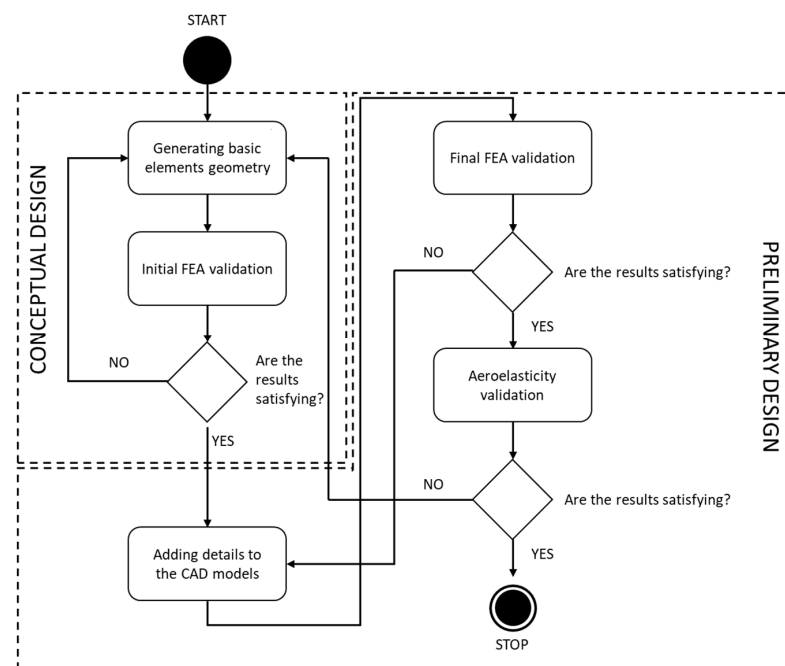 START
CONCEPTUAL DESIGN
Generating basic
elements geometry
Initial FEA validation
NO
Are the
results
satisfying?
YES
Adding details to
the CAD models
PRELIMINARY DESIGN
Final FEA validation
NO
Are the results satisfying?
YES
Aeroelasticity
validation
NO
Are the results satisfying?
YES
STOP